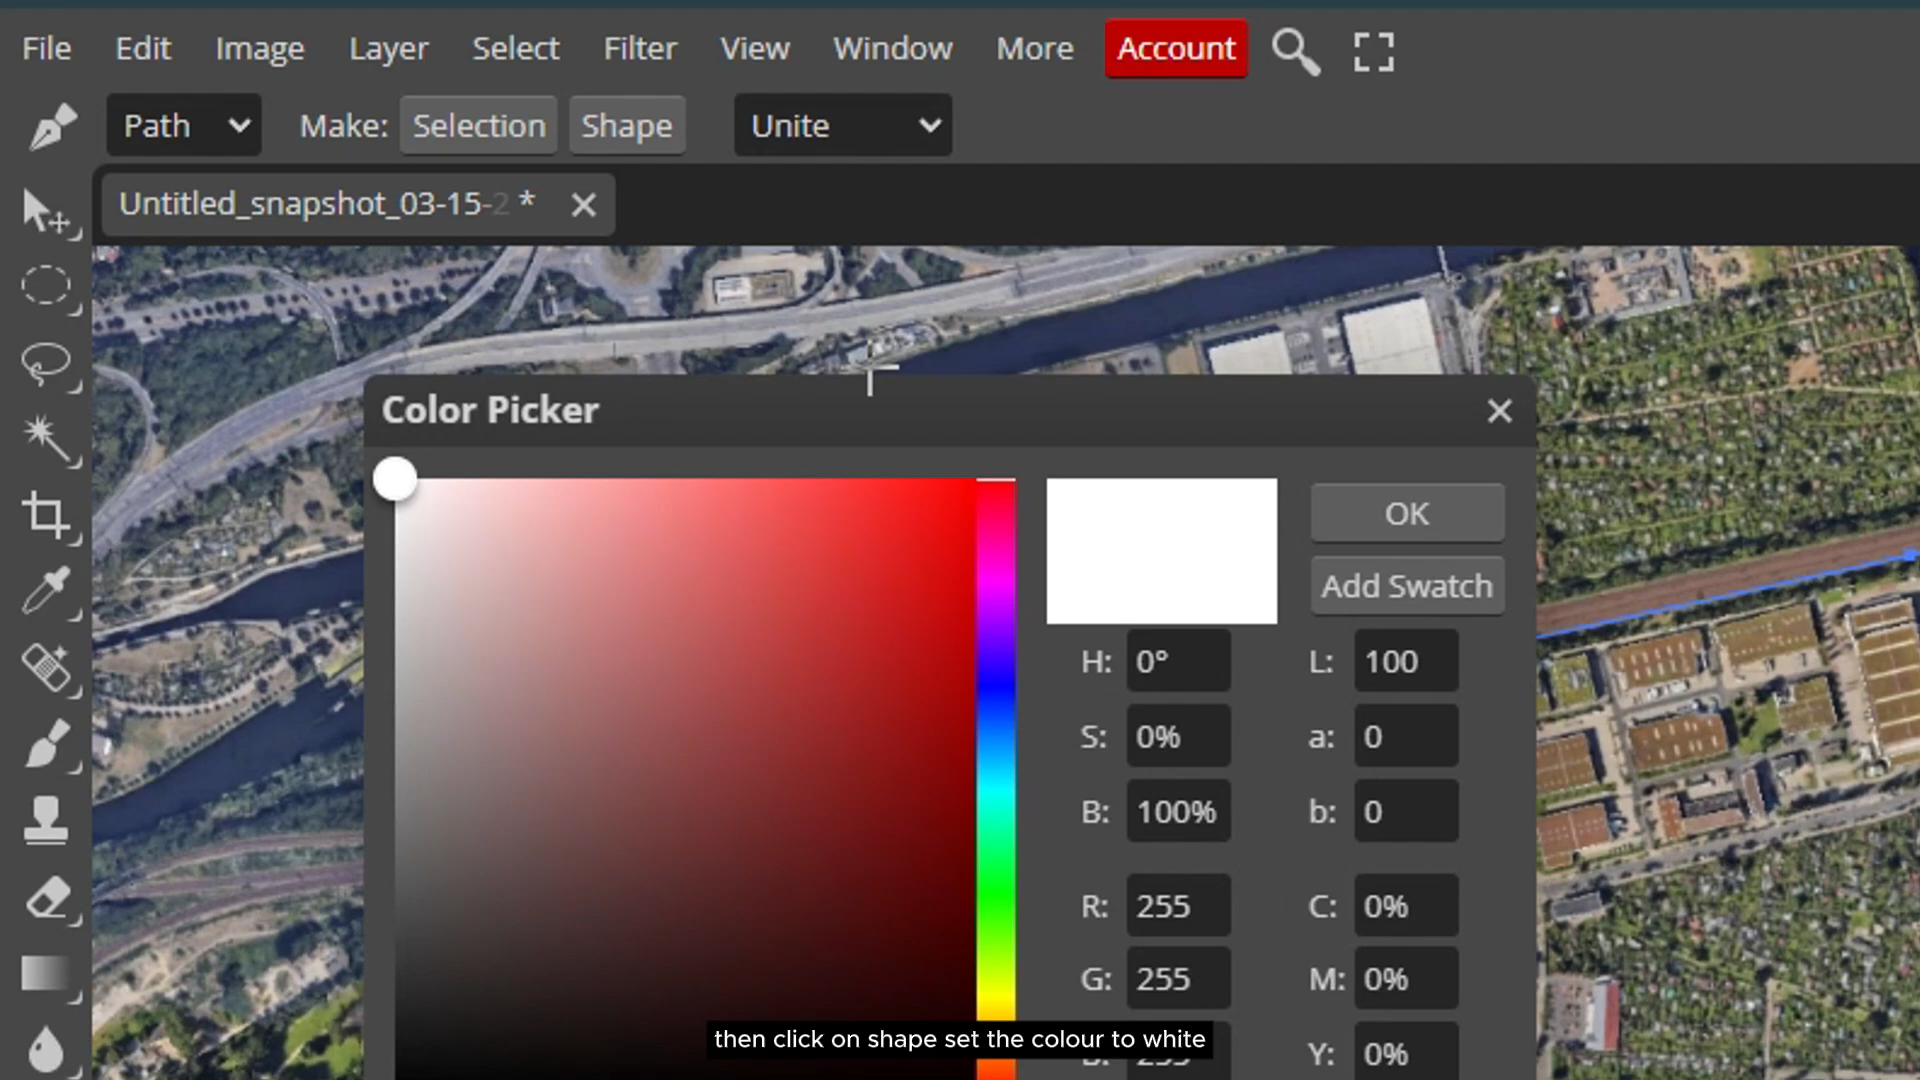 File Edit Image Layer Select Filter View Window More Account
Path Make: Selection Shape Unite
Untitled_snapshot_03-15-2 *
Color Picker
OK
Add Swatch
H: 0° L: 100
S: 0% a: 0
B: 100% b: 0
R: 255 C: 0%
G: 255 M: 0%
then click on shape set the colour to white
B: 255 Y: 0%